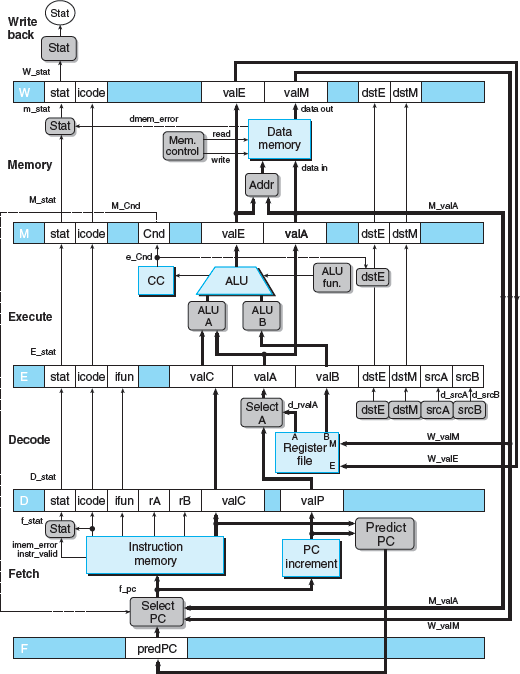 Stat
Write
back
Stat
W_stat
W stat icode valE valM dstE dstM
m_stat
data out
dmem_error
Stat
read
Mem.
control
write
Data
memory
data in
Memory
Addr
M_stat
M_Cnd
M_valA
M stat icode Cnd valE valA dstE dstM
e_Cnd
CC
ALU
ALU
fun.
dstE
ALU
A
ALU
B
Execute
E_stat
E stat icode ifun valC valA valB dstE dstM srcA srcB
d_srcA d_srcB
Select
A
d_rvalA
dstE dstM srcA srcB
A B
M
Register
file
E
W_valM
W_valE
Decode
D_stat
D stat icode ifun rA rB valC valP
f_stat
Stat
imem_error
instr_valid
Instruction
memory
PC
increment
Predict
PC
Fetch
f_pc
Select
PC
M_valA
W_valM
F predPC